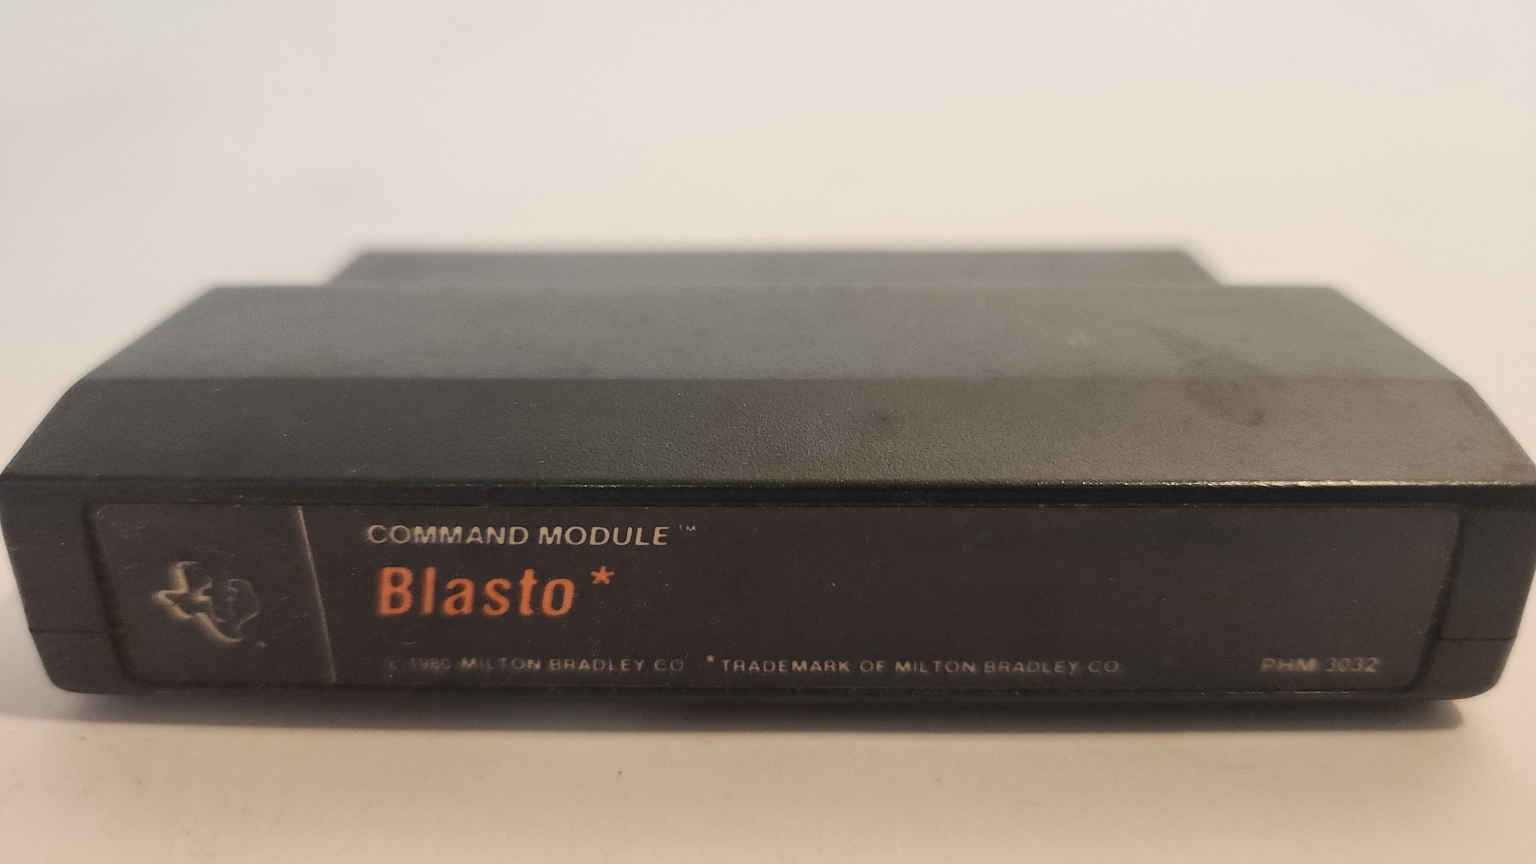 COMMAND MODULE™
Blasto*
© 1980 MILTON BRADLEY CO. *TRADEMARK OF MILTON BRADLEY CO.
PHM 3032